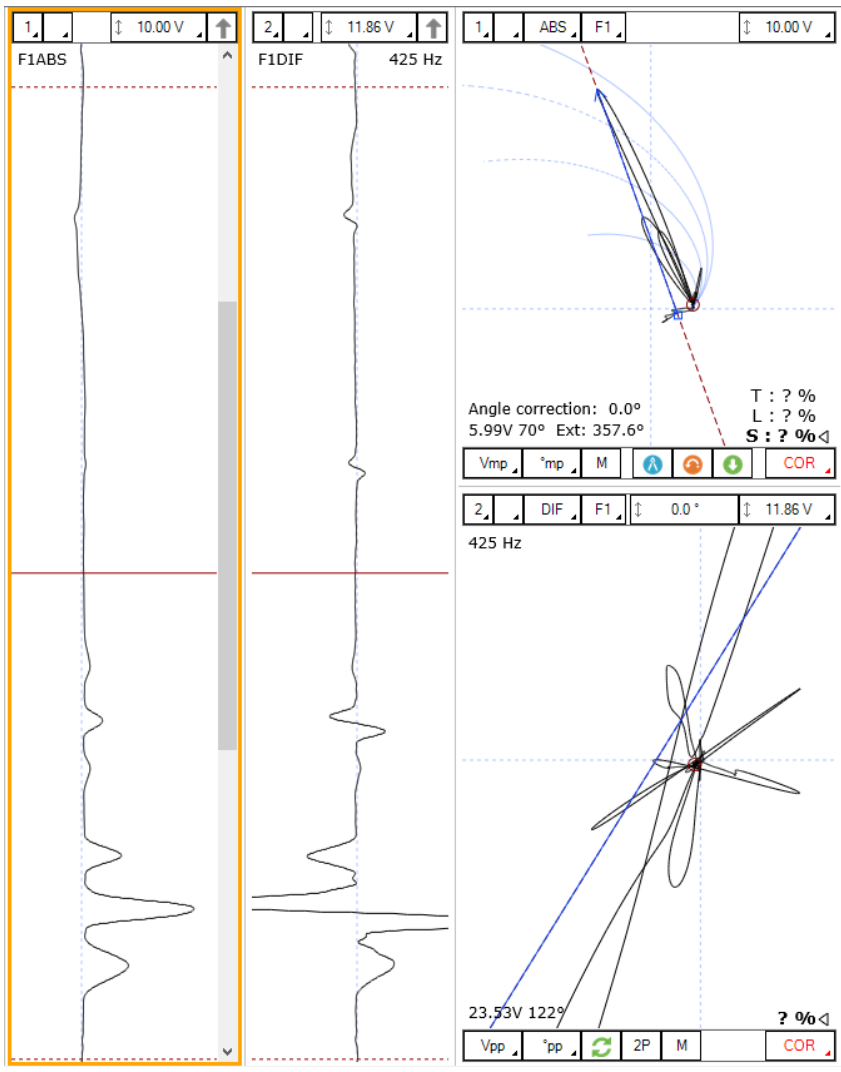 1 10.00 V
F1ABS
2 11.86 V
F1DIF 425 Hz
1 ABS F1 10.00 V
Angle correction: 0.0°
5.99V 70° Ext: 357.6°
T : ? %
L : ? %
S : ? %
Vmp °mp M COR
2 DIF F1 0.0 ° 11.86 V
425 Hz
23.53V 122°
? %
Vpp °pp 2P M COR